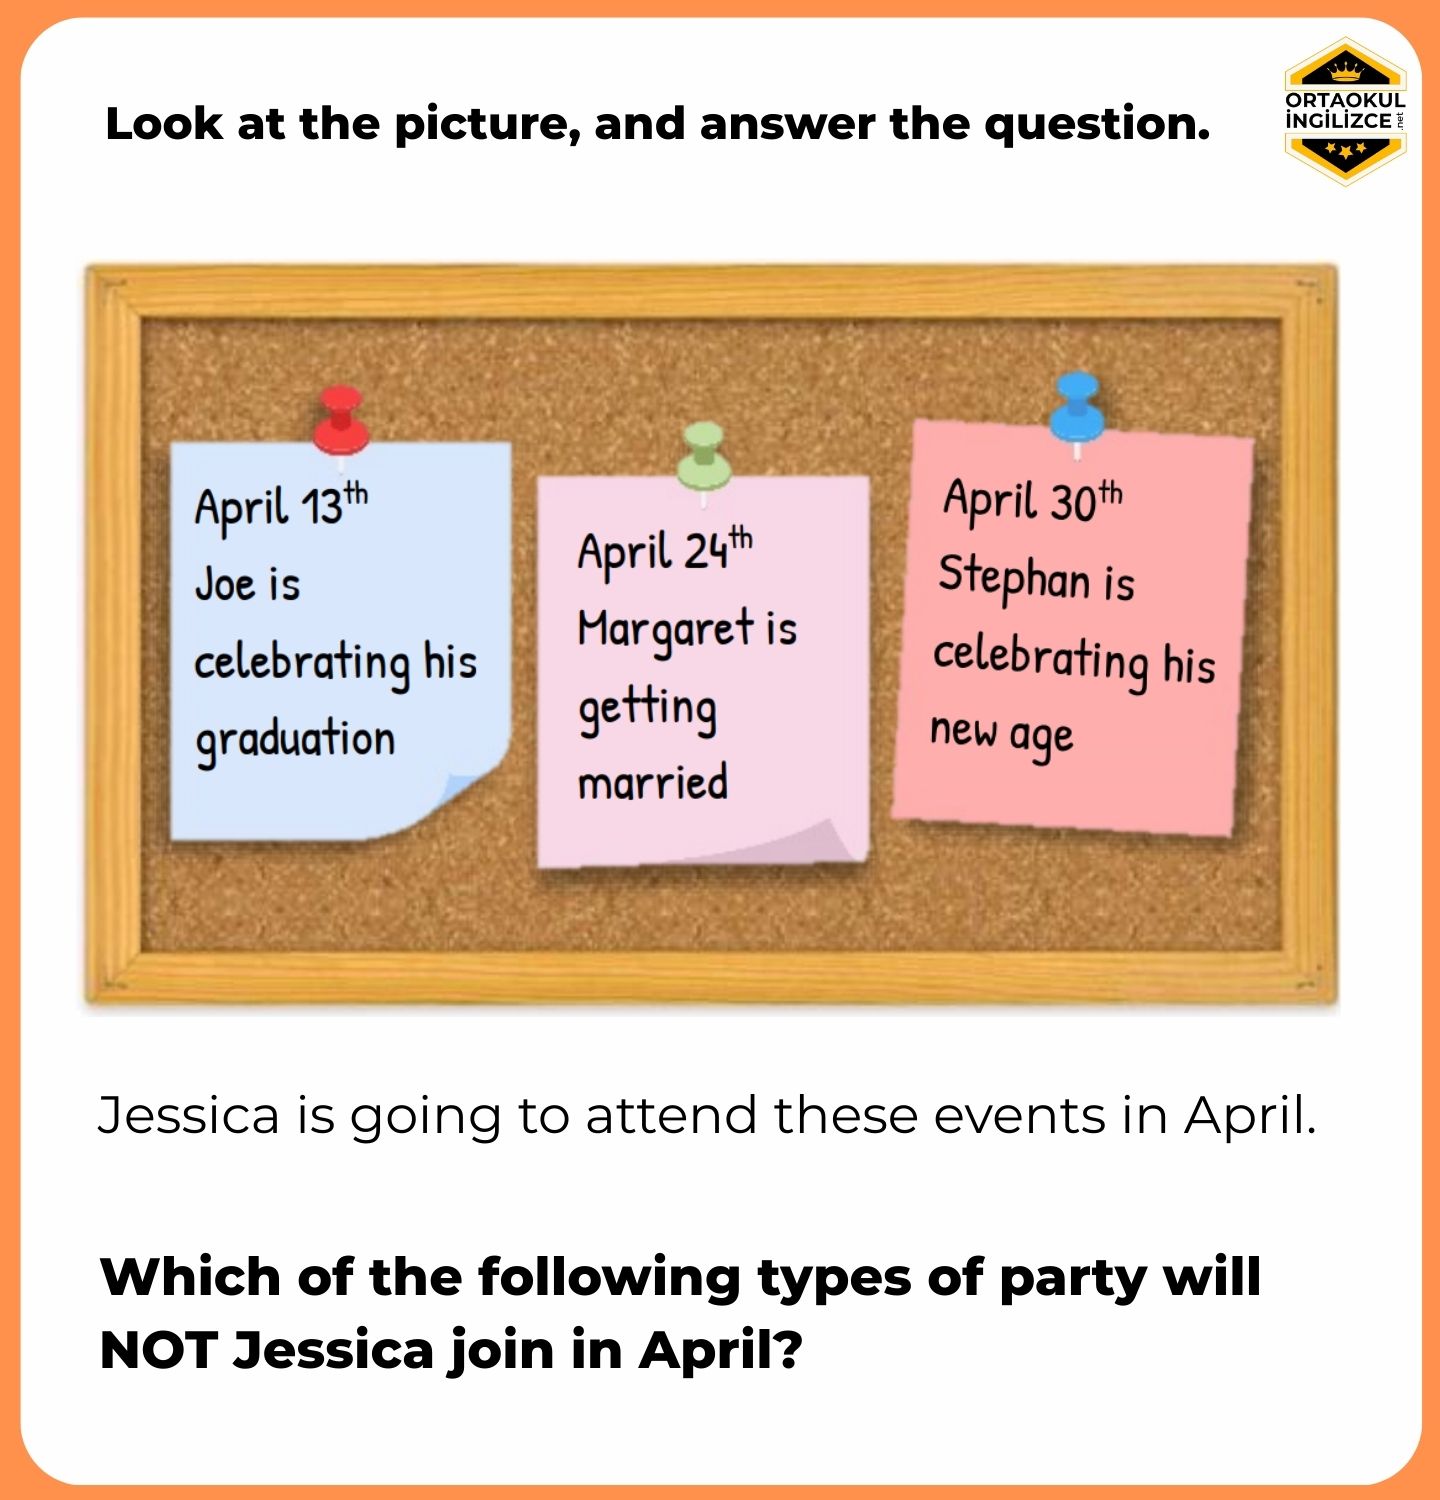 Look at the picture, and answer the question.
ORTAOKUL
İNGİLİZCE
.net
April 13th
Joe is
celebrating his
graduation
April 24th
Margaret is
getting
married
April 30th
Stephan is
celebrating his
new age
Jessica is going to attend these events in April.
Which of the following types of party will
NOT Jessica join in April?